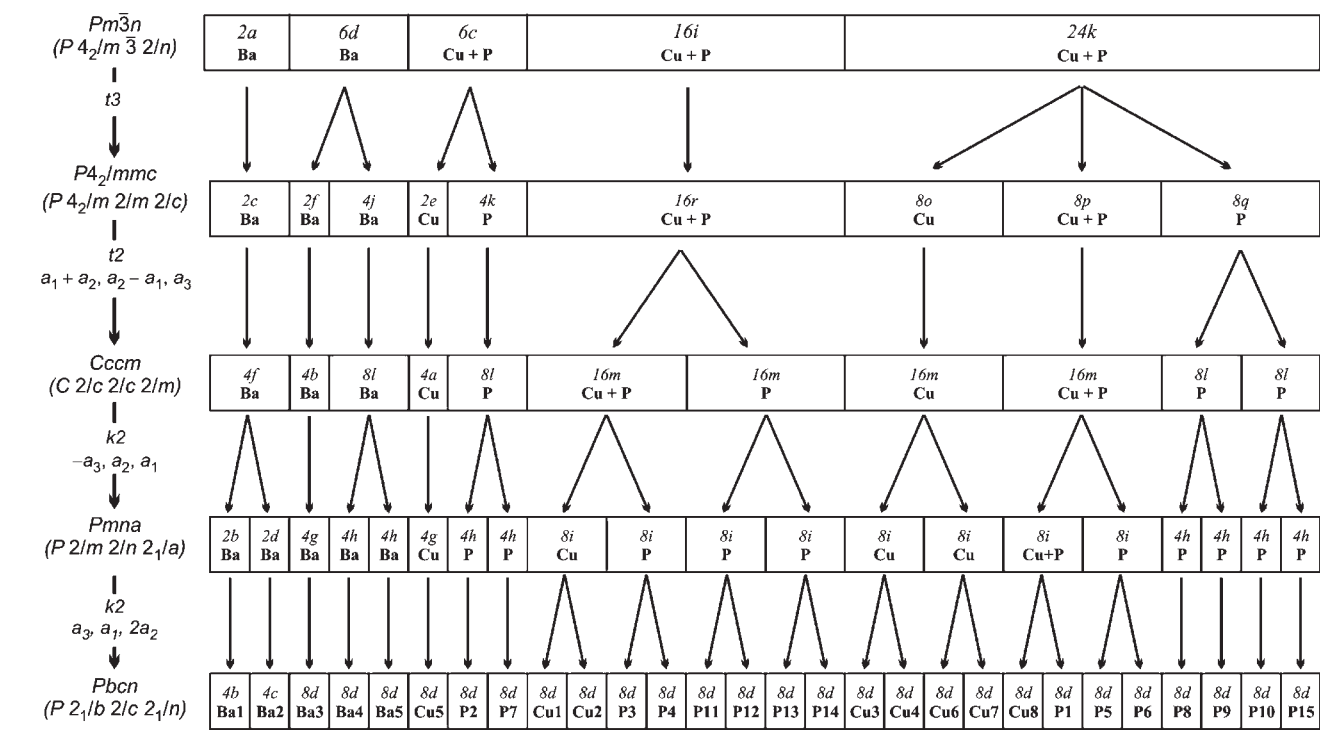 Pm3̅n
(P 4₂/m 3̅ 2/n)
2a 6d 6c 16i 24k
Ba Ba Cu + P Cu + P Cu + P
t3
P4₂/mmc
(P 4₂/m 2/m 2/c)
2c 2f 4j 2e 4k 16r 8o 8p 8q
Ba Ba Ba Cu P Cu + P Cu Cu + P P
t2
a₁ + a₂, a₂ – a₁, a₃
Cccm
(C 2/c 2/c 2/m)
4f 4b 8l 4a 8l 16m 16m 16m 16m 8l 8l
Ba Ba Ba Cu P Cu + P P Cu Cu + P P P
k2
–a₃, a₂, a₁
Pmna
(P 2/m 2/n 2₁/a)
2b 2d 4g 4h 4h 4g 4h 4h 8i 8i 8i 8i 8i 8i 8i 8i 4h 4h 4h 4h
Ba Ba Ba Ba Ba Cu P P Cu P P P Cu Cu Cu+P P P P P P
k2
a₃, a₁, 2a₂
Pbcn
(P 2₁/b 2/c 2₁/n)
4b 4c 8d 8d 8d 8d 8d 8d 8d 8d 8d 8d 8d 8d 8d 8d 8d 8d 8d 8d 8d 8d 8d 8d 8d 8d 8d 8d
Ba1 Ba2 Ba3 Ba4 Ba5 Cu5 P2 P7 Cu1 Cu2 P3 P4 P11 P12 P13 P14 Cu3 Cu4 Cu6 Cu7 Cu8 P1 P5 P6 P8 P9 P10 P15